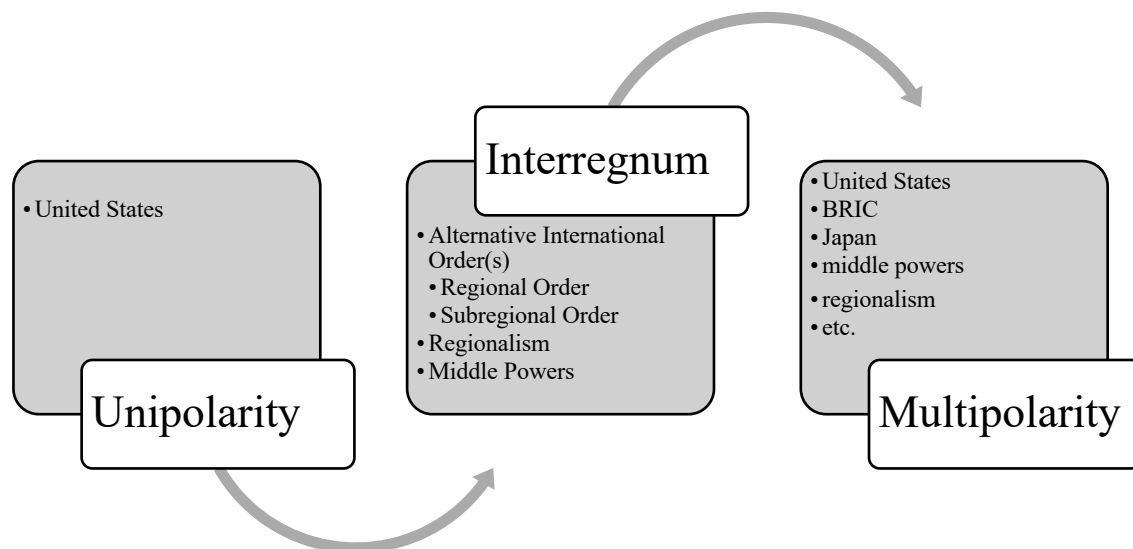 • United States
Unipolarity
Interregnum
• Alternative International
Order(s)
• Regional Order
• Subregional Order
• Regionalism
• Middle Powers
• United States
• BRIC
• Japan
• middle powers
• regionalism
• etc.
Multipolarity